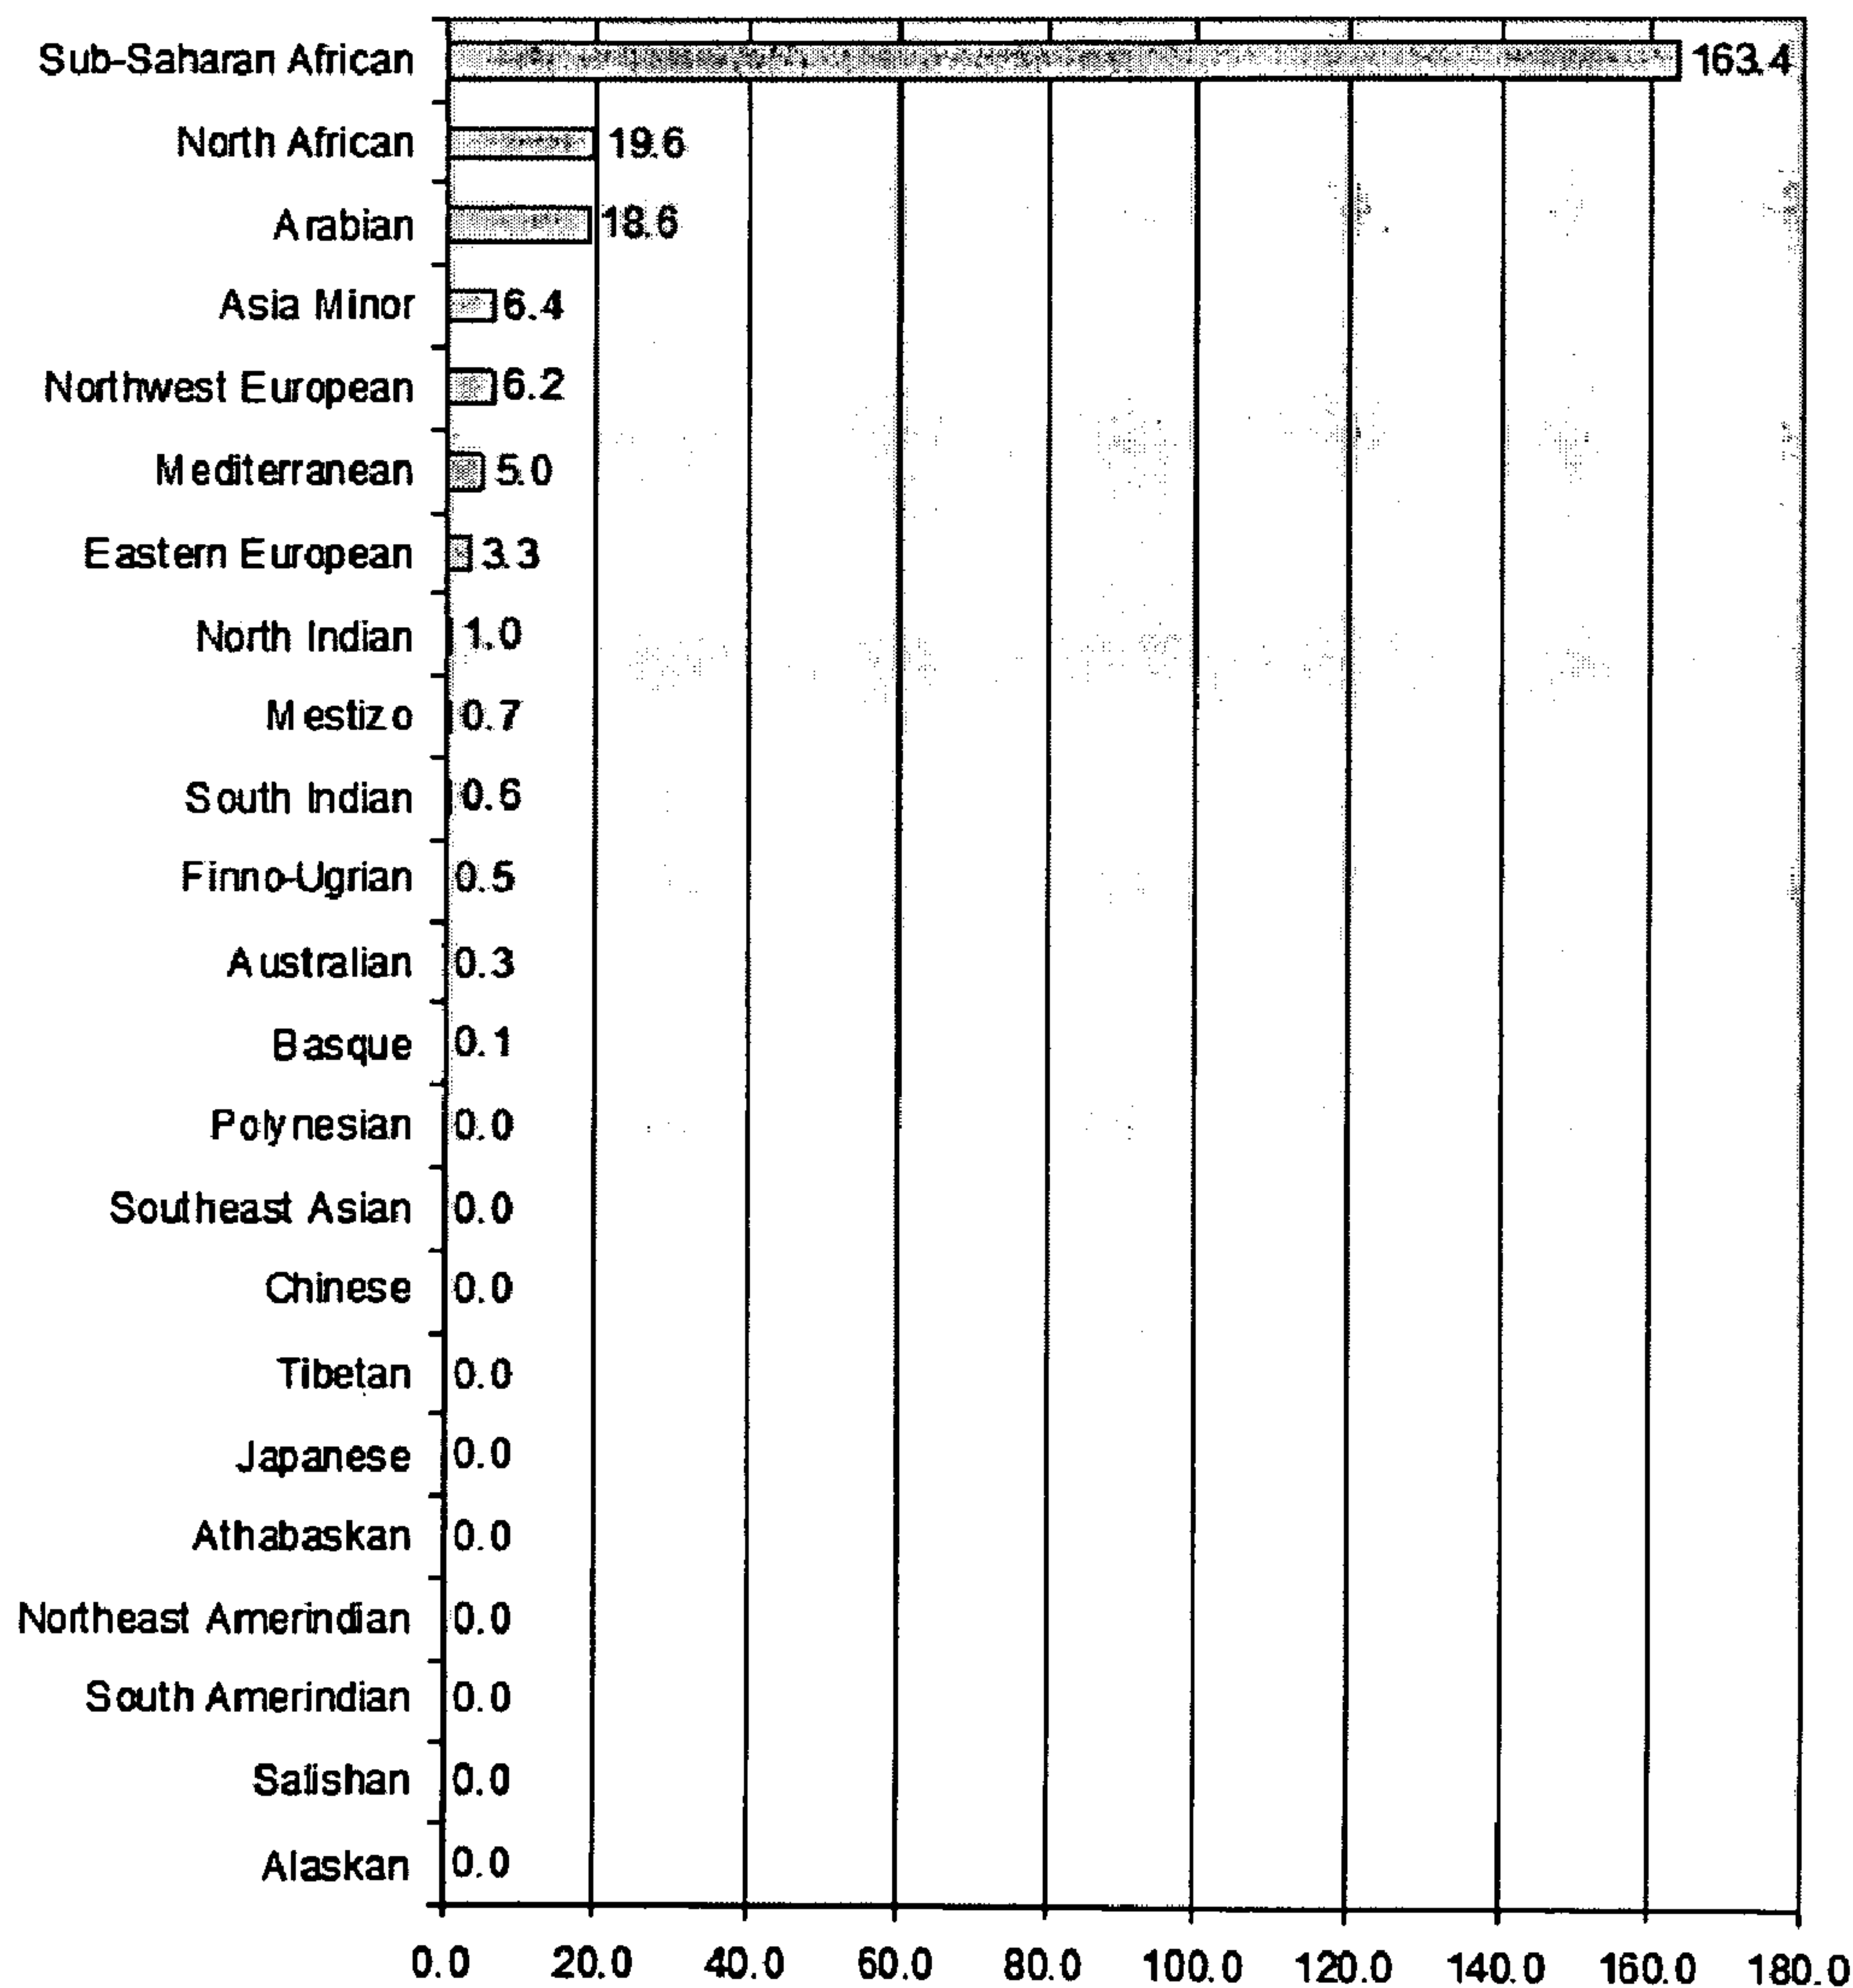 Sub-Saharan African 163.4
North African 19.6
Arabian 18.6
Asia Minor 6.4
Northwest European 6.2
Mediterranean 5.0
Eastern European 3.3
North Indian 1.0
Mestizo 0.7
South Indian 0.6
Finno-Ugrian 0.5
Australian 0.3
Basque 0.1
Polynesian 0.0
Southeast Asian 0.0
Chinese 0.0
Tibetan 0.0
Japanese 0.0
Athabaskan 0.0
Northeast Amerindian 0.0
South Amerindian 0.0
Salishan 0.0
Alaskan 0.0
0.0 20.0 40.0 60.0 80.0 100.0 120.0 140.0 160.0 180.0